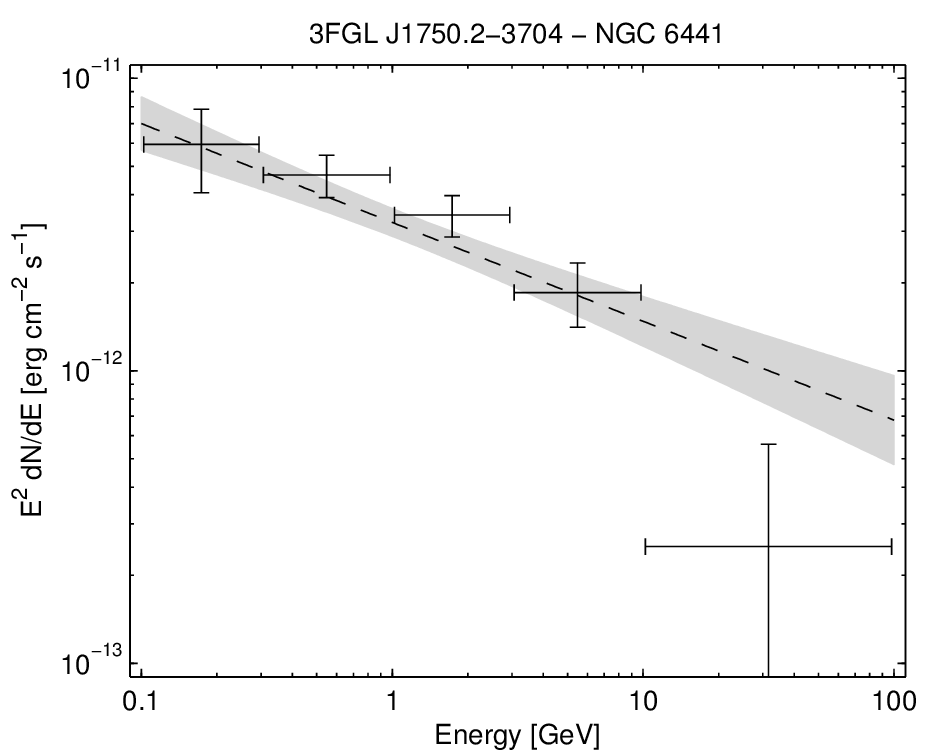 3FGL J1750.2−3704 − NGC 6441
10⁻¹¹
10⁻¹²
10⁻¹³
E² dN/dE [erg cm⁻² s⁻¹]
0.1 1 10 100
Energy [GeV]